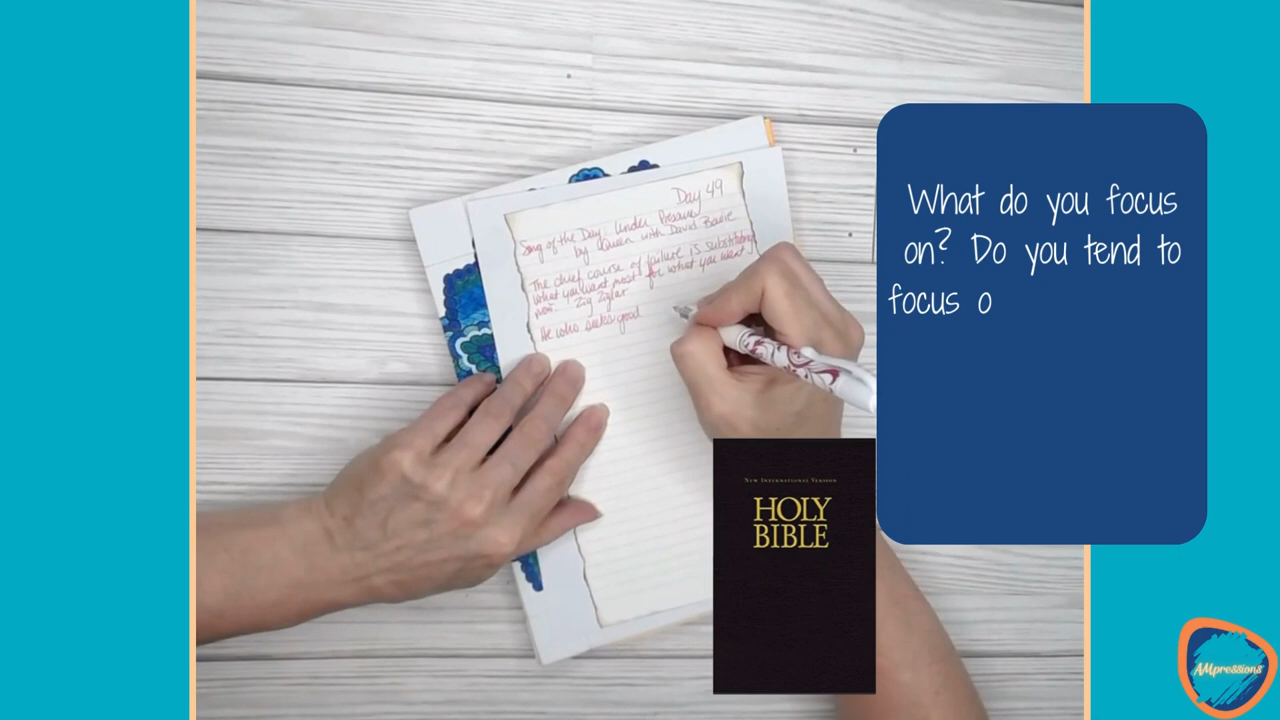 Day 49
Song of the Day: Under Pressure
by Queen with David Bowie
The chief course of failure is substituting
what you want most for what you want
now. Zig Ziglar
He who seeks good
What do you focus
on? Do you tend to
focus o
NEW INTERNATIONAL VERSION
HOLY
BIBLE
AMpressions